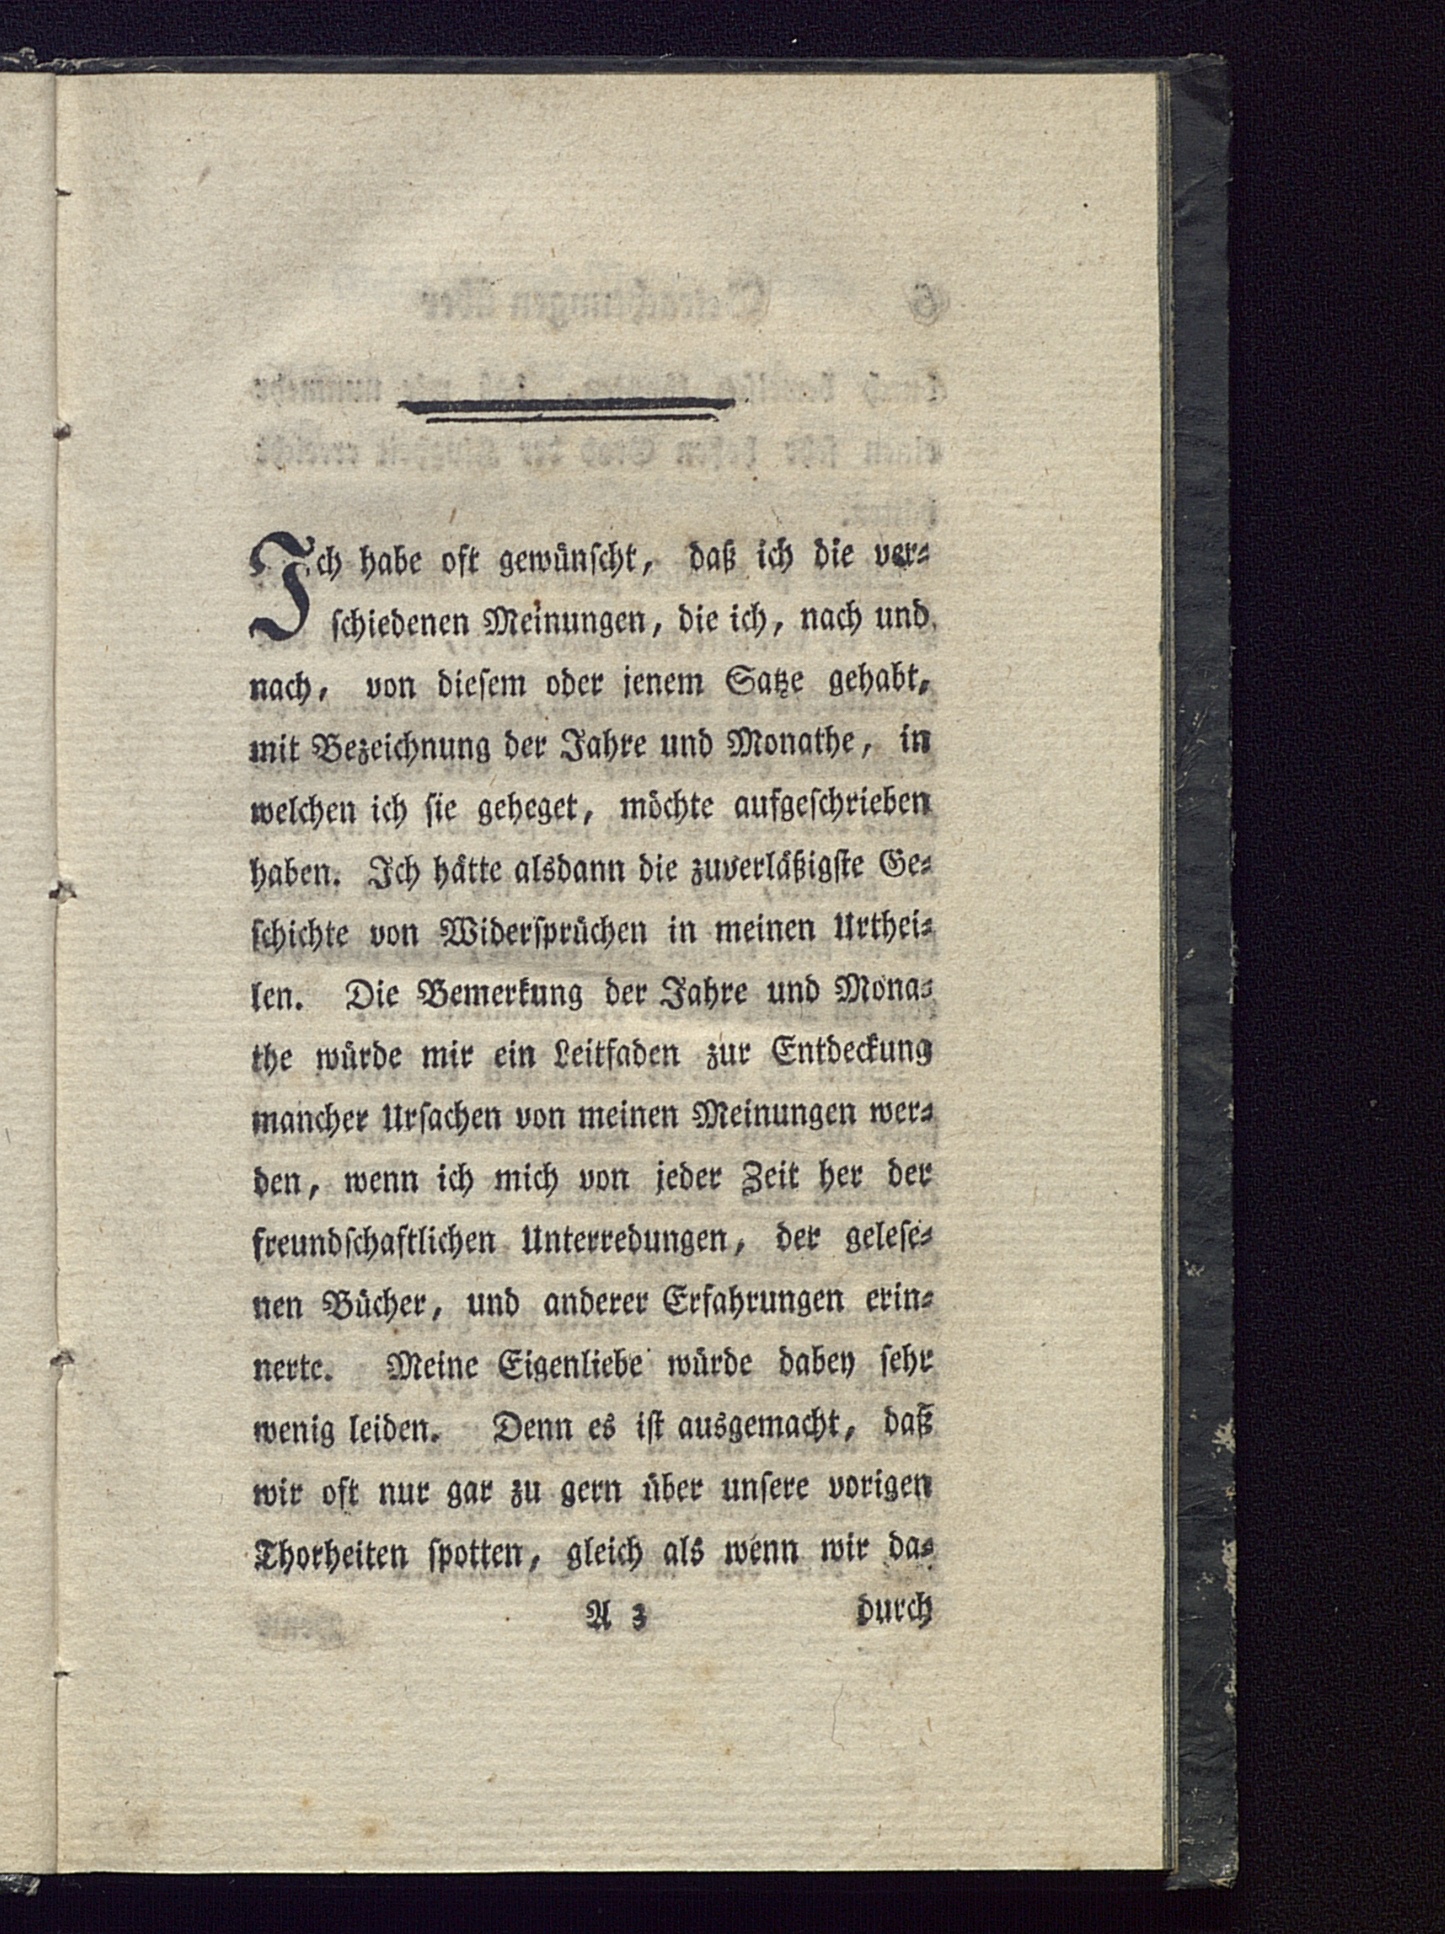 Ich habe oft gewünscht, daß ich die ver-
schiedenen Meinungen, die ich, nach und
nach, von diesem oder jenem Satze gehabt,
mit Bezeichnung der Jahre und Monathe, in
welchen ich sie geheget, möchte aufgeschrieben
haben. Ich hätte alsdann die zuverläßigste Ge-
schichte von Widersprüchen in meinen Urthei-
len. Die Bemerkung der Jahre und Mona-
the würde mir ein Leitfaden zur Entdeckung
mancher Ursachen von meinen Meinungen wer-
den, wenn ich mich von jeder Zeit her der
freundschaftlichen Unterredungen, der gelese-
nen Bücher, und anderer Erfahrungen erin-
nerte. Meine Eigenliebe würde dabey sehr
wenig leiden. Denn es ist ausgemacht, daß
wir oft nur gar zu gern über unsere vorigen
Thorheiten spotten, gleich als wenn wir da-
A 3 durch